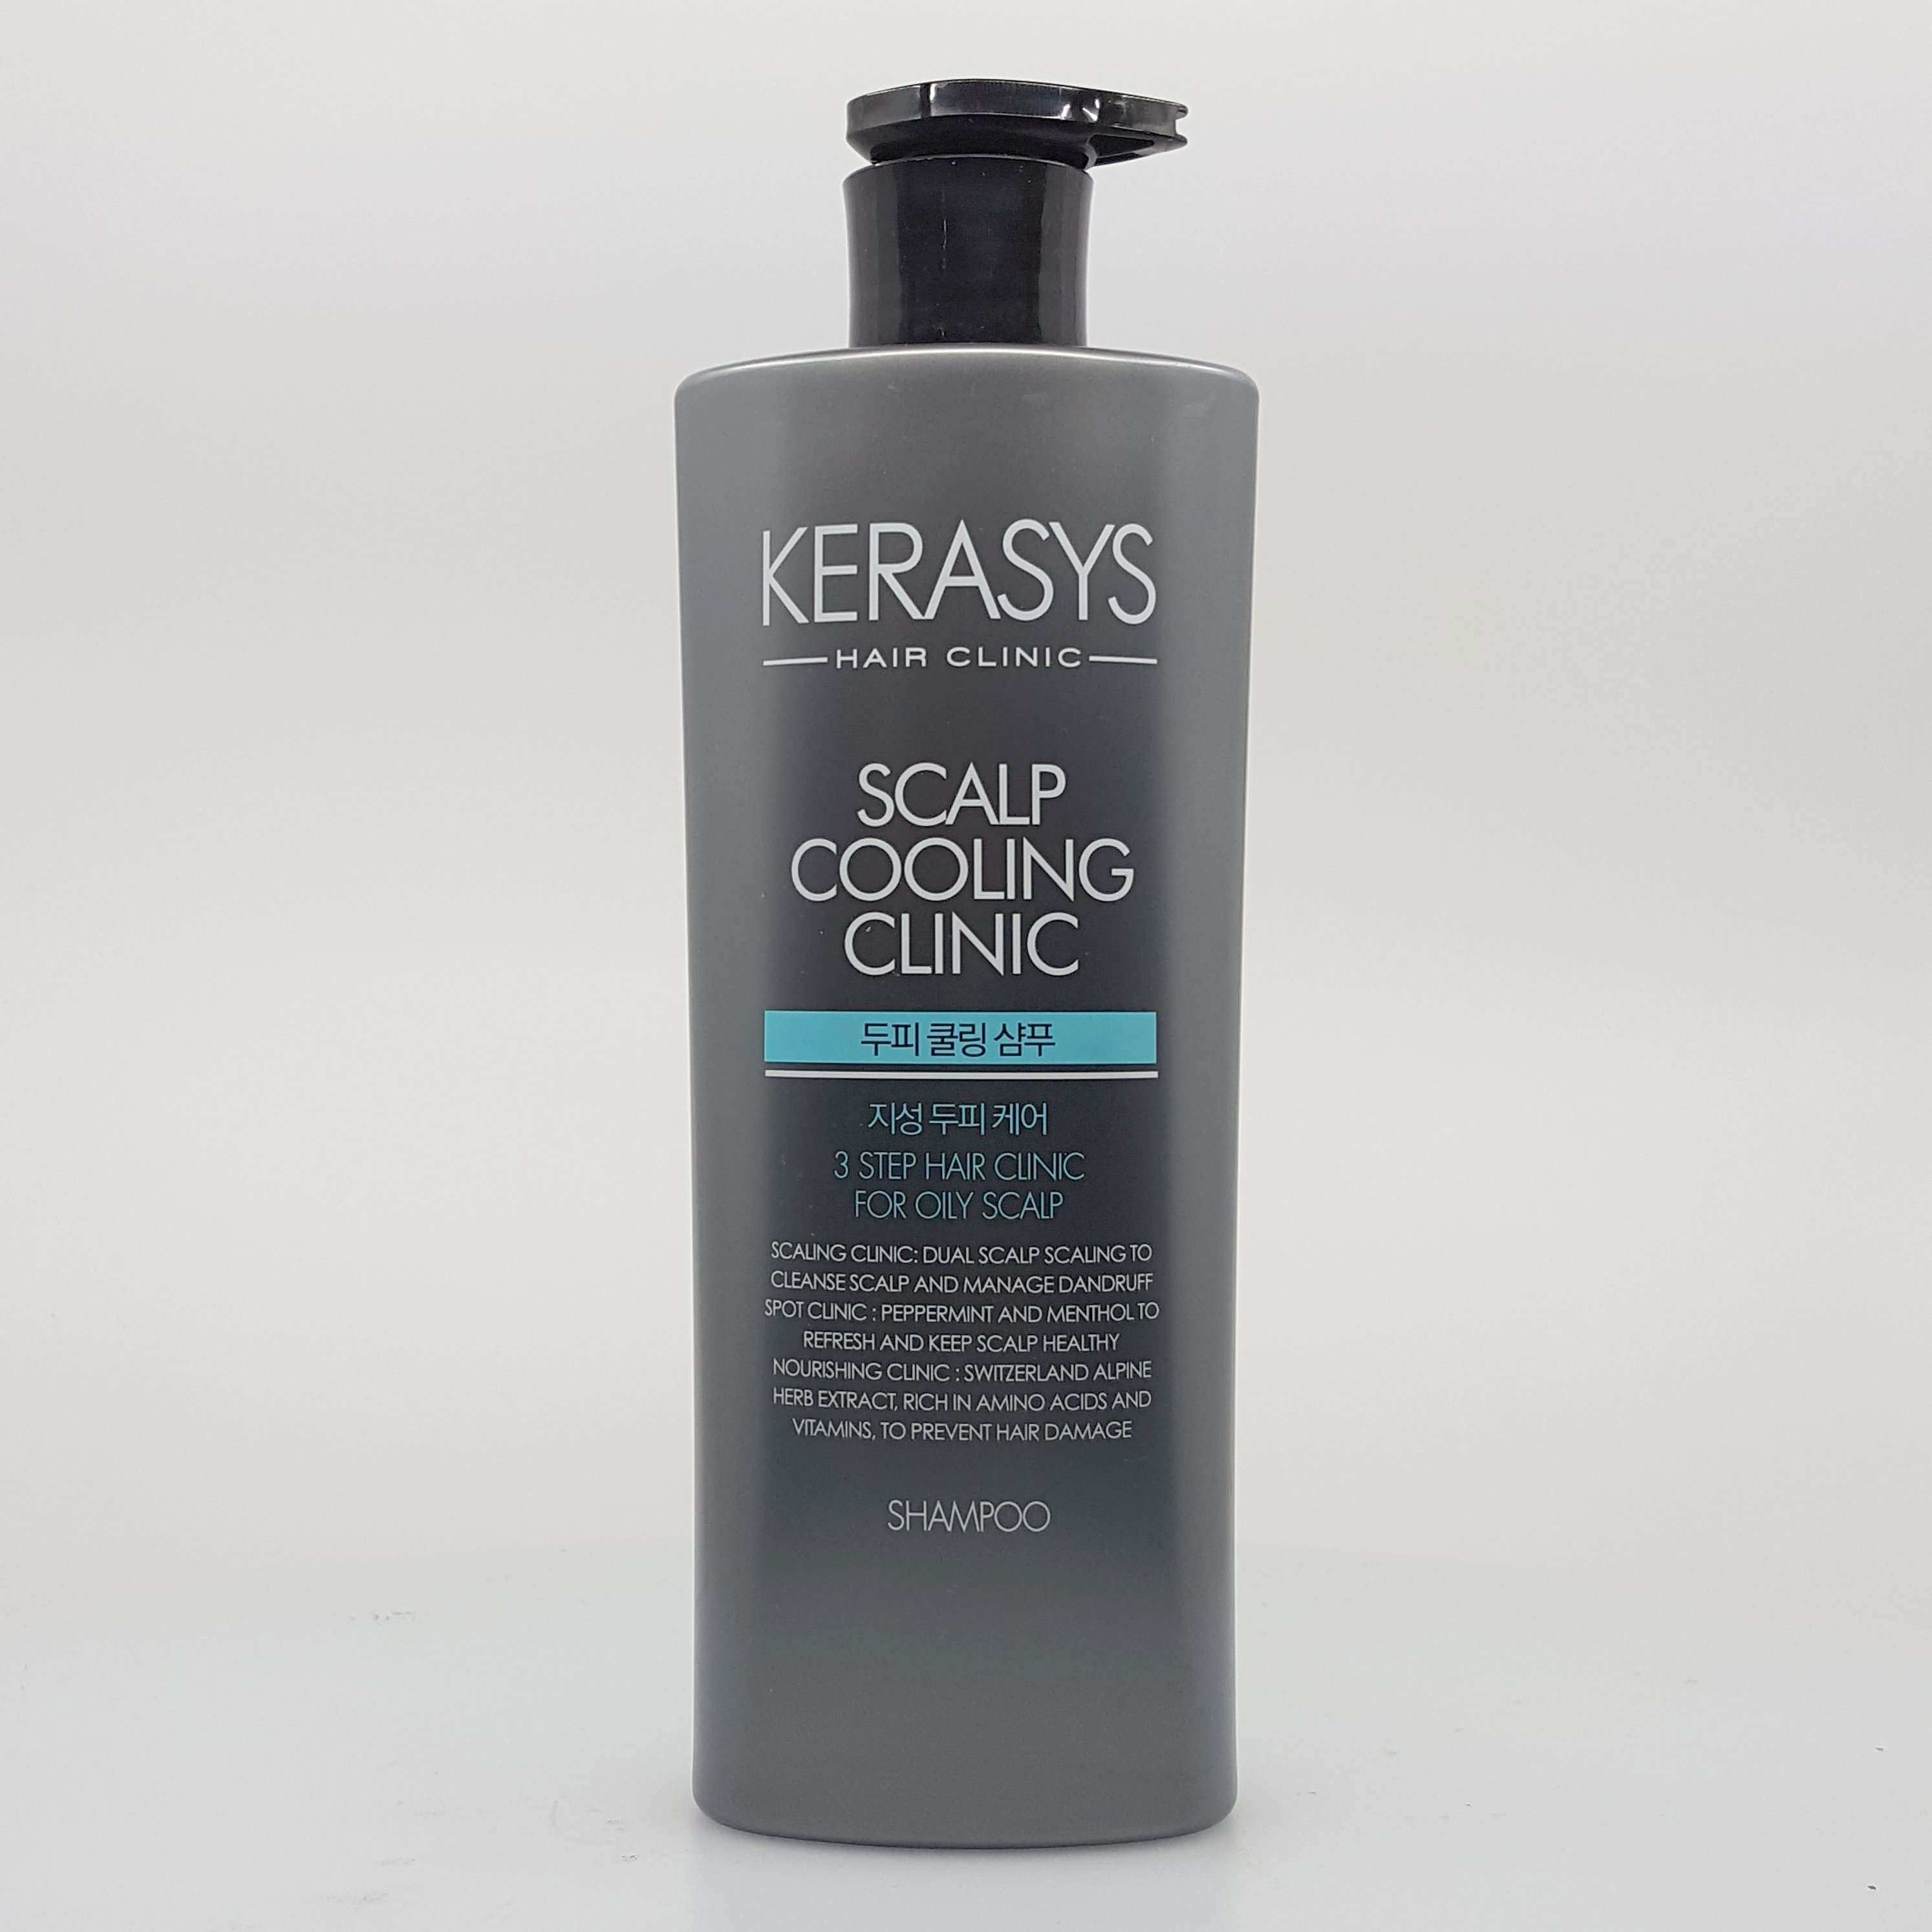 KERASYS
HAIR CLINIC
SCALP
COOLING
CLINIC
두피 쿨링 샴푸
지성 두피 케어
3 STEP HAIR CLINIC
FOR OILY SCALP
SCALING CLINIC: DUAL SCALP SCALING TO
CLEANSE SCALP AND MANAGE DANDRUFF
SPOT CLINIC : PEPPERMINT AND MENTHOL TO
REFRESH AND KEEP SCALP HEALTHY
NOURISHING CLINIC : SWITZERLAND ALPINE
HERB EXTRACT, RICH IN AMINO ACIDS AND
VITAMINS, TO PREVENT HAIR DAMAGE
SHAMPOO